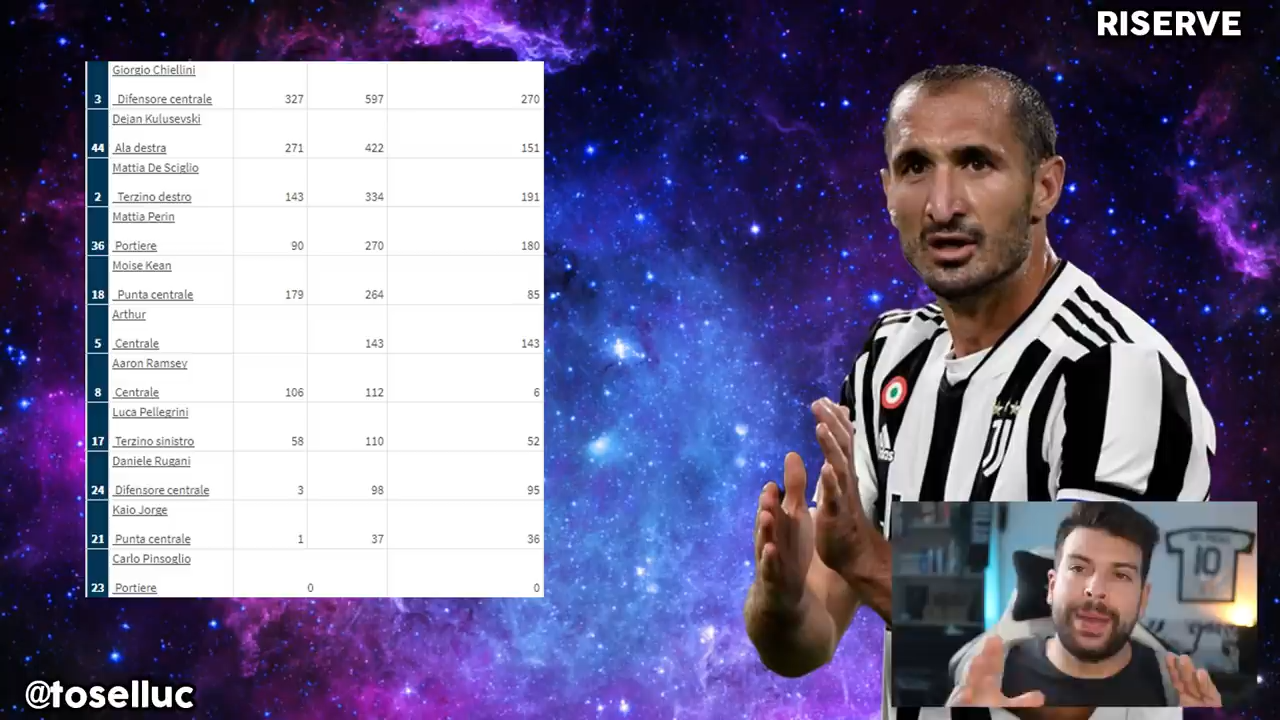 RISERVE
Giorgio Chiellini
3 Difensore centrale 327 597 270
Dejan Kulusevski
44 Ala destra 271 422 151
Mattia De Sciglio
2 Terzino destro 143 334 191
Mattia Perin
36 Portiere 90 270 180
Moise Kean
18 Punta centrale 179 264 85
Arthur
5 Centrale 143 143
Aaron Ramsey
8 Centrale 106 112 6
Luca Pellegrini
17 Terzino sinistro 58 110 52
Daniele Rugani
24 Difensore centrale 3 98 95
Kaio Jorge
21 Punta centrale 1 37 36
Carlo Pinsoglio
23 Portiere 0 0
adidas
J
10
@toselluc